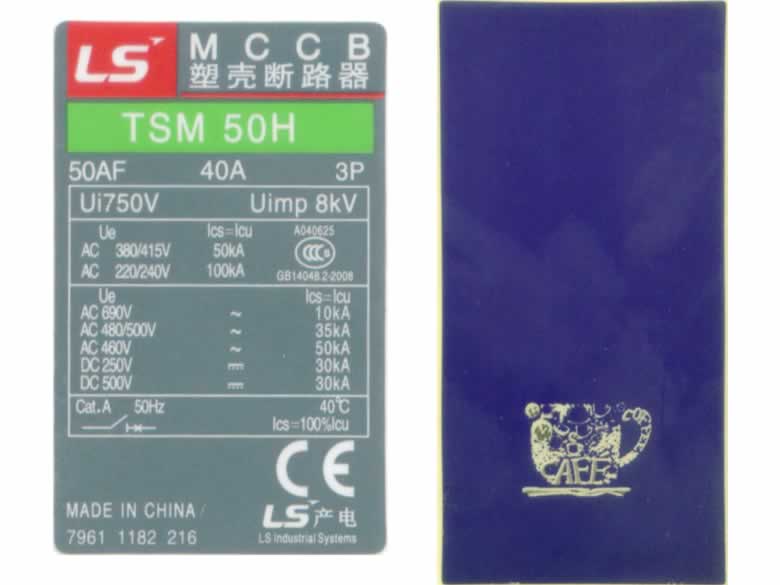 LS
M C C B
塑壳断路器
TSM 50H
50AF 40A 3P
Ui750V Uimp 8kV
Ue Ics=Icu A040625
AC 380/415V 50kA CCC S
AC 220/240V 100kA GB14048.2-2008
Ue Ics=Icu
AC 690V ~ 10kA
AC 480/500V ~ 35kA
AC 460V ~ 50kA
DC 250V ⎓ 30kA
DC 500V ⎓ 30kA
Cat.A 50Hz 40℃
Ics=100%Icu
CE
MADE IN CHINA /
LS 产电
7961 1182 216 LS Industrial Systems
COFFEE
CAFE